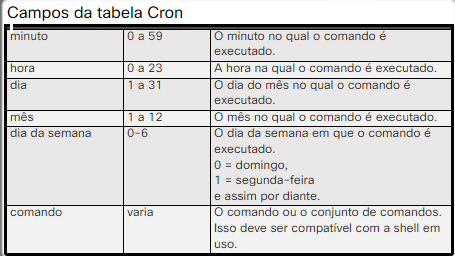 Campos da tabela Cron
minuto 0 a 59 O minuto no qual o comando é
executado.
hora 0 a 23 A hora na qual o comando é executado.
dia 1 a 31 O dia do mês no qual o comando é
executado.
mês 1 a 12 O mês no qual o comando é executado.
dia da semana 0-6 O dia da semana em que o comando é
executado.
0 = domingo,
1 = segunda-feira
e assim por diante.
comando varia O comando ou o conjunto de comandos.
Isso deve ser compatível com a shell em
uso.